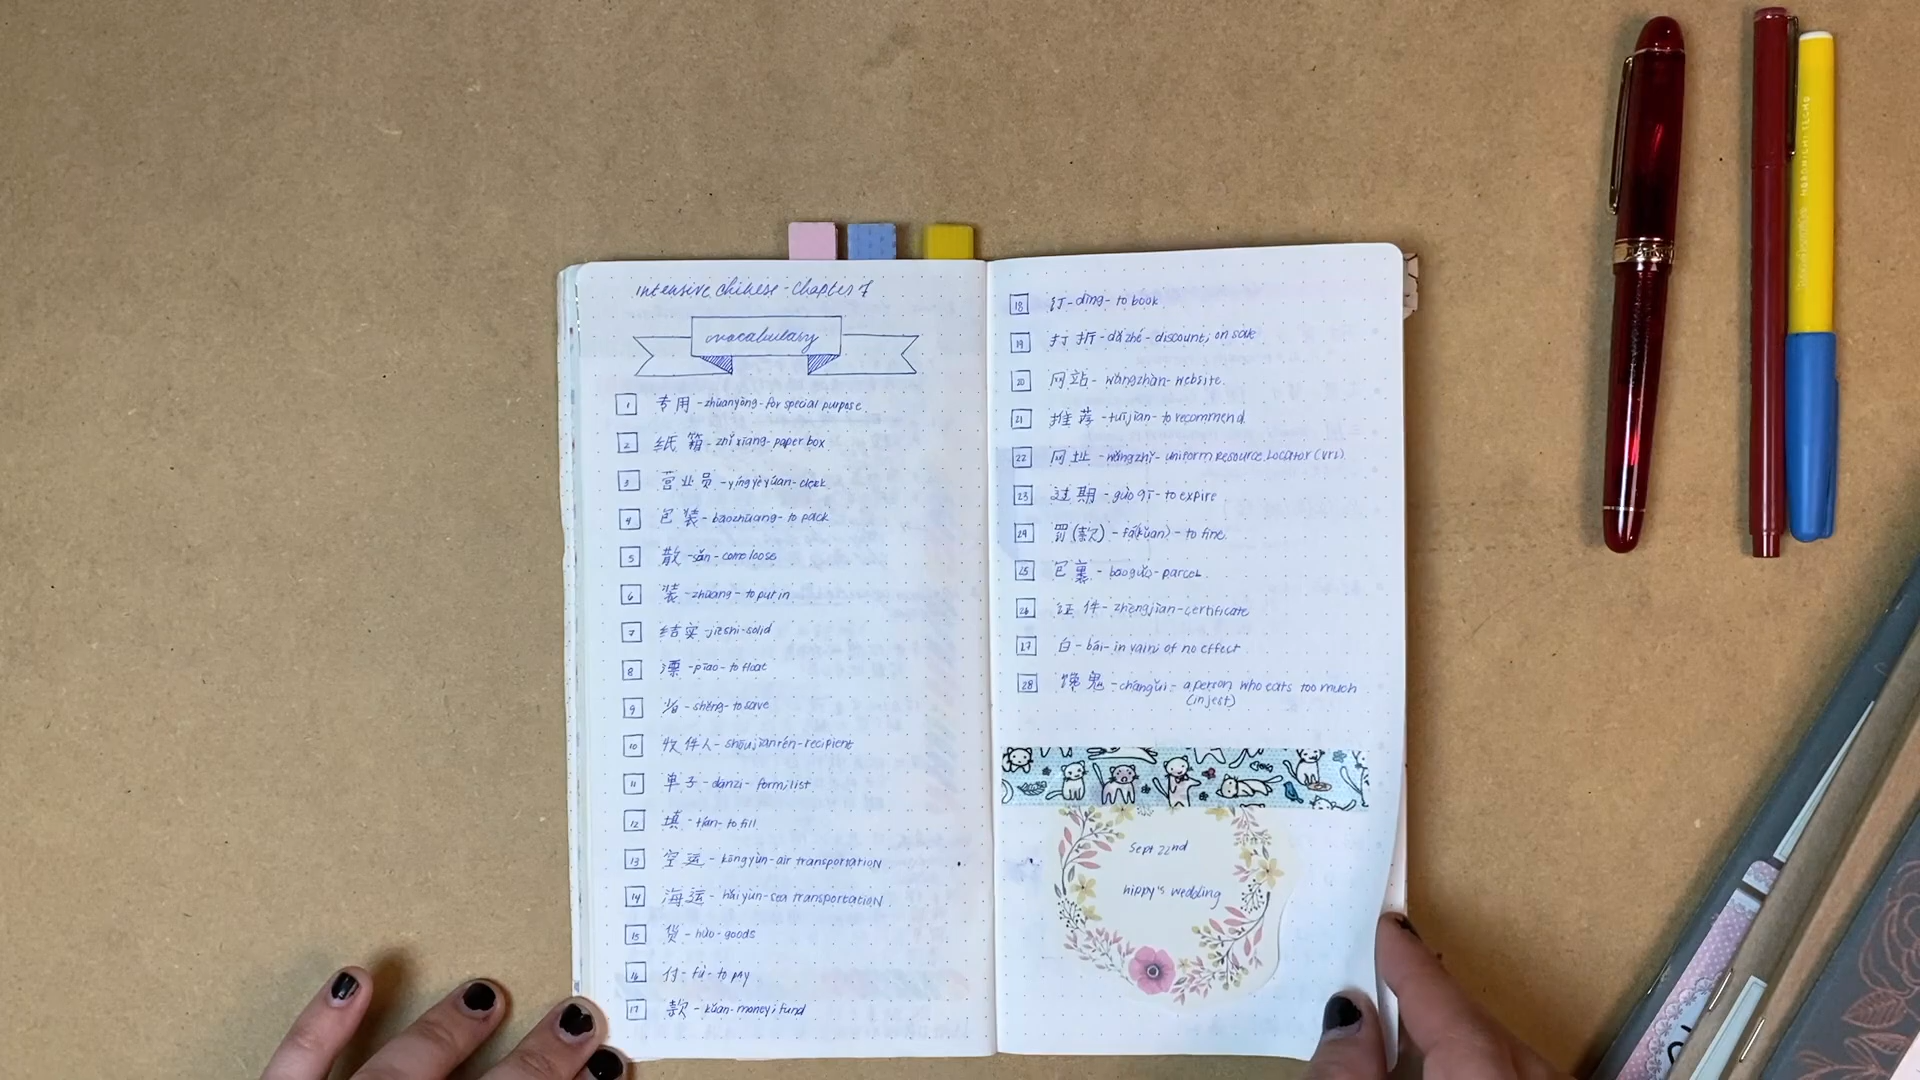 Intensive Chinese - Chapter 7
vocabulary
1 专用 - zhuānyòng - for special purpose
2 纸箱 - zhǐ xiāng - paper box
3 营业员 - yíngyèyuán - clerk
4 包装 - bāozhuāng - to pack
5 散 - sǎn - come loose
6 装 - zhuāng - to put in
7 结实 - jiēshi - solid
8 漂 - piāo - to float
9 省 - shěng - to save
10 收件人 - shōujiànrén - recipient
11 单子 - dānzi - form; list
12 填 - tián - to fill
13 空运 - kōngyùn - air transportation
14 海运 - hǎiyùn - sea transportation
15 货 - huò - goods
16 付 - fù - to pay
17 款 - kuǎn - money; fund
18 订 - dìng - to book
19 打折 - dǎ zhé - discount; on sale
20 网站 - wǎngzhàn - website
21 推荐 - tuījiàn - to recommend
22 网址 - wǎngzhǐ - uniform Resource Locator (URL)
23 过期 - guò qī - to expire
24 罚(款) - fá(kuǎn) - to fine
25 包裹 - bāoguǒ - parcel
26 证件 - zhèngjiàn - certificate
27 白 - bái - in vain; of no effect
28 馋鬼 - chánguǐ - a person who eats too much
(in jest)
Sept 22nd
hippy's wedding